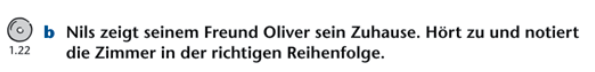 b Nils zeigt seinem Freund Oliver sein Zuhause. Hört zu und notiert
1.22 die Zimmer in der richtigen Reihenfolge.